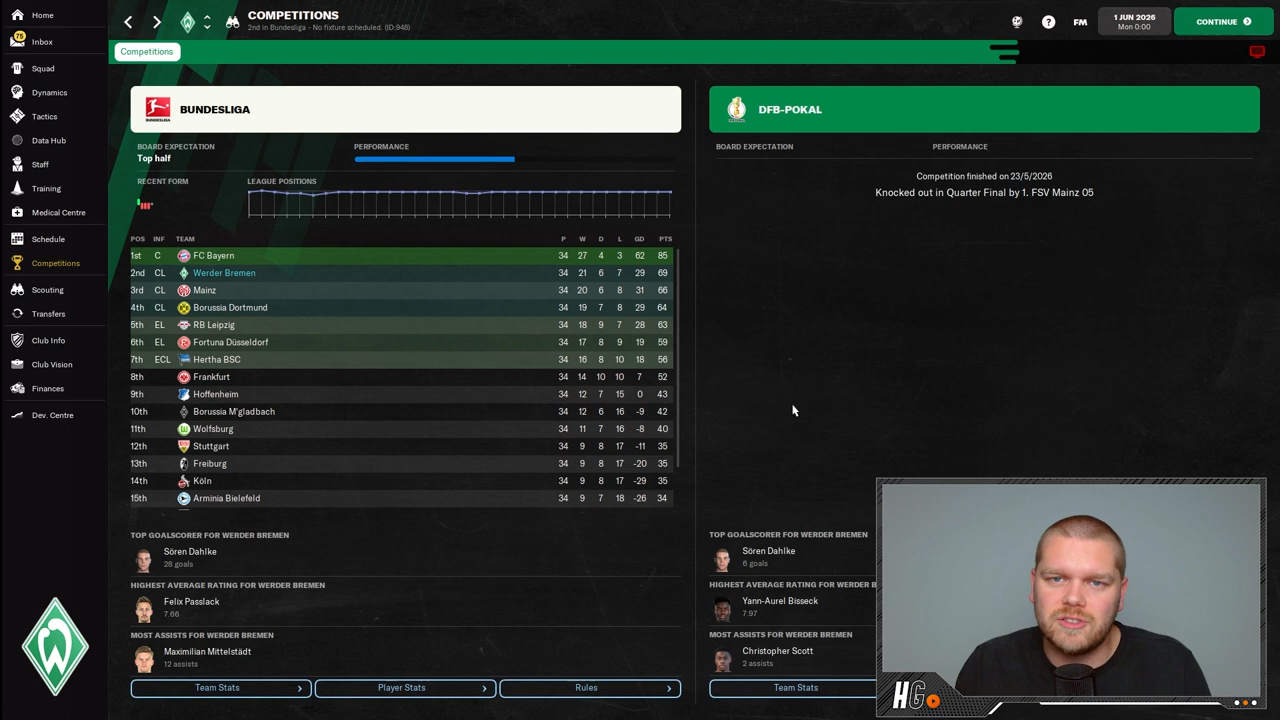 Home
75
Inbox
Squad
Dynamics
Tactics
Data Hub
Staff
Training
Medical Centre
Schedule
Competitions
Scouting
Transfers
Club Info
Club Vision
Finances
Dev. Centre
COMPETITIONS
2nd in Bundesliga - No fixture scheduled. (ID:948)
?
FM
1 JUN 2026
Mon 0:00
CONTINUE
Competitions
BUNDESLIGA
BUNDESLIGA
BOARD EXPECTATION
PERFORMANCE
Top half
RECENT FORM
LEAGUE POSITIONS
POS INF TEAM P W D L GD PTS
1st C FC Bayern 34 27 4 3 62 85
2nd CL Werder Bremen 34 21 6 7 29 69
3rd CL Mainz 34 20 6 8 31 66
4th CL Borussia Dortmund 34 19 7 8 29 64
5th EL RB Leipzig 34 18 9 7 28 63
6th EL Fortuna Düsseldorf 34 17 8 9 19 59
7th ECL Hertha BSC 34 16 8 10 18 56
8th Frankfurt 34 14 10 10 7 52
9th Hoffenheim 34 12 7 15 0 43
10th Borussia M'gladbach 34 12 6 16 -9 42
11th Wolfsburg 34 11 7 16 -8 40
12th Stuttgart 34 9 8 17 -11 35
13th Freiburg 34 9 8 17 -20 35
14th Köln 34 9 8 17 -29 35
15th Arminia Bielefeld 34 9 7 18 -26 34
TOP GOALSCORER FOR WERDER BREMEN
Sören Dahlke
28 goals
HIGHEST AVERAGE RATING FOR WERDER BREMEN
Felix Passlack
7.66
MOST ASSISTS FOR WERDER BREMEN
Maximilian Mittelstädt
12 assists
Team Stats
Player Stats
Rules
DFB-POKAL
BOARD EXPECTATION
PERFORMANCE
Competition finished on 23/5/2026
Knocked out in Quarter Final by 1. FSV Mainz 05
TOP GOALSCORER FOR WERDER BREMEN
Sören Dahlke
6 goals
HIGHEST AVERAGE RATING FOR WERDER B
Yann-Aurel Bisseck
7.97
MOST ASSISTS FOR WERDER BREMEN
Christopher Scott
2 assists
Team Stats
HG